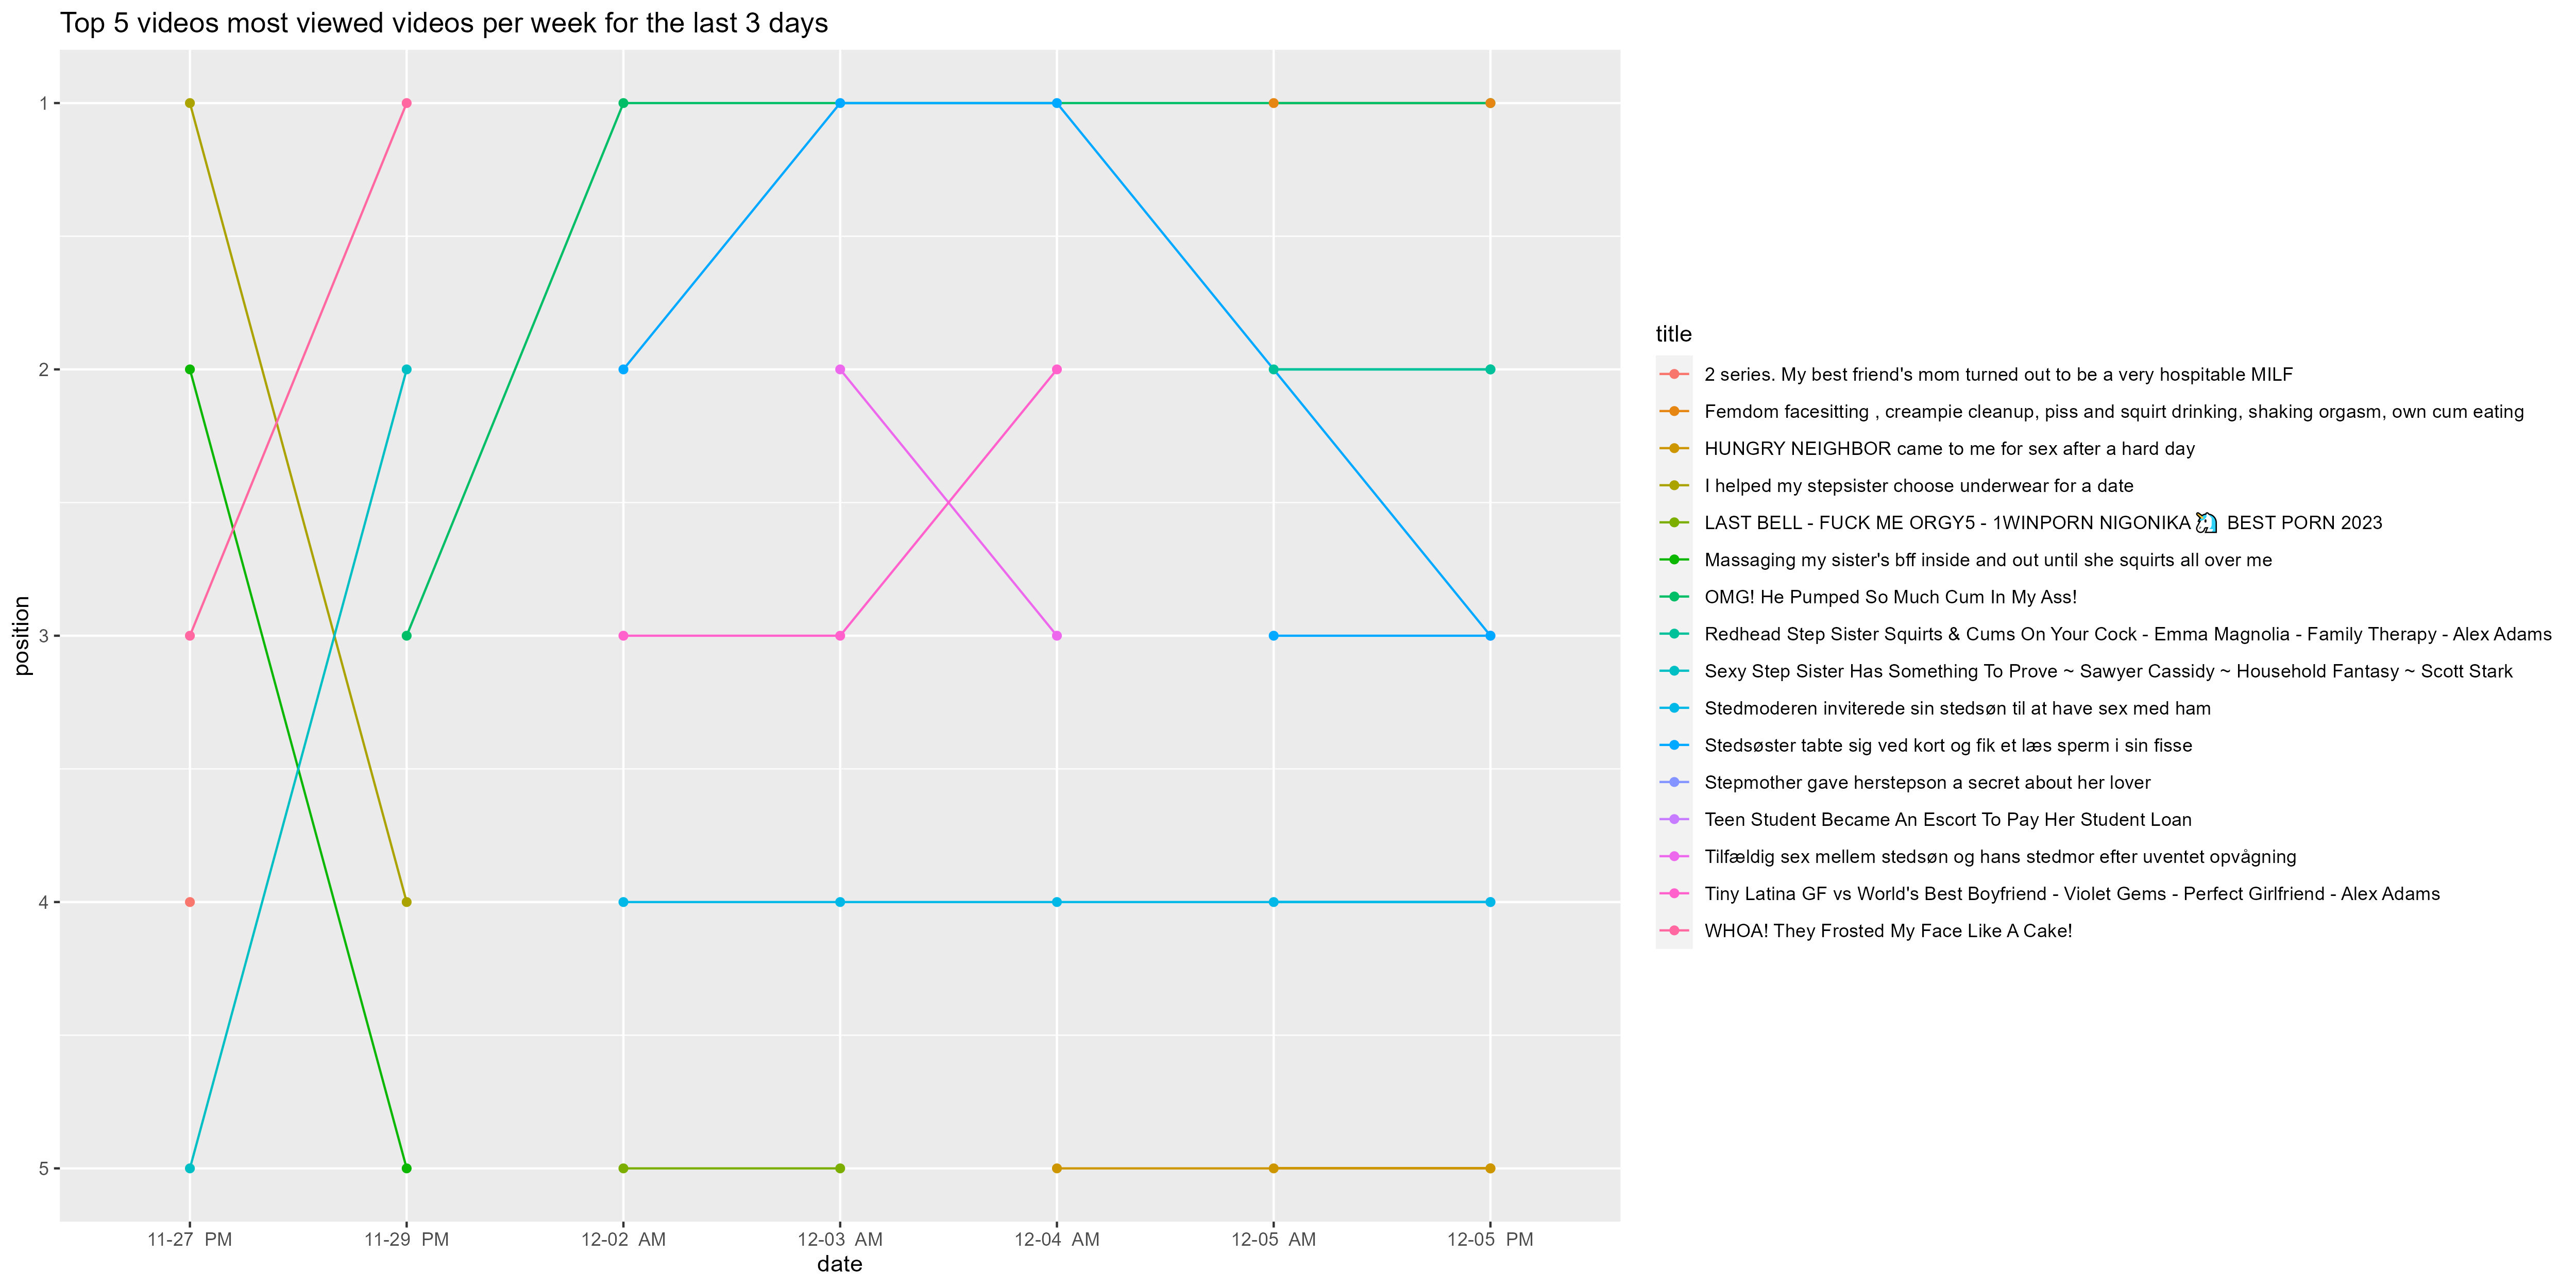 Top 5 videos most viewed videos per week for the last 3 days
position
1
2
3
4
5
11-27 PM
11-29 PM
12-02 AM
12-03 AM
12-04 AM
12-05 AM
12-05 PM
date
title
2 series. My best friend's mom turned out to be a very hospitable MILF
Femdom facesitting , creampie cleanup, piss and squirt drinking, shaking orgasm, own cum eating
HUNGRY NEIGHBOR came to me for sex after a hard day
I helped my stepsister choose underwear for a date
LAST BELL - FUCK ME ORGY5 - 1WINPORN NIGONIKA🦄 BEST PORN 2023
Massaging my sister's bff inside and out until she squirts all over me
OMG! He Pumped So Much Cum In My Ass!
Redhead Step Sister Squirts & Cums On Your Cock - Emma Magnolia - Family Therapy - Alex Adams
Sexy Step Sister Has Something To Prove ~ Sawyer Cassidy ~ Household Fantasy ~ Scott Stark
Stedmoderen inviterede sin stedsøn til at have sex med ham
Stedsøster tabte sig ved kort og fik et læs sperm i sin fisse
Stepmother gave herstepson a secret about her lover
Teen Student Became An Escort To Pay Her Student Loan
Tilfældig sex mellem stedsøn og hans stedmor efter uventet opvågning
Tiny Latina GF vs World's Best Boyfriend - Violet Gems - Perfect Girlfriend - Alex Adams
WHOA! They Frosted My Face Like A Cake!